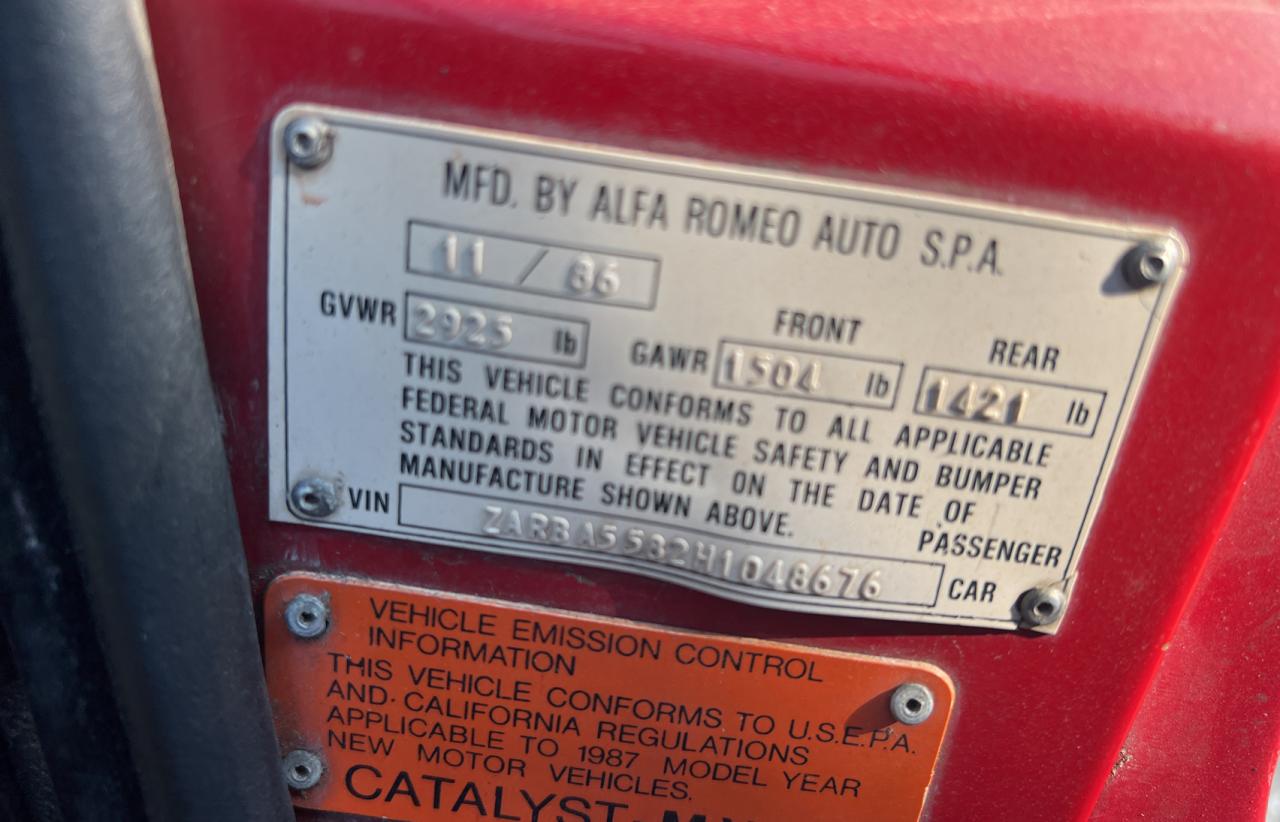 MFD. BY ALFA ROMEO AUTO S.P.A.
11 / 86
GVWR 2925 lb
FRONT
GAWR 1504 lb
REAR
1421 lb
THIS VEHICLE CONFORMS TO ALL APPLICABLE
FEDERAL MOTOR VEHICLE SAFETY AND BUMPER
STANDARDS IN EFFECT ON THE DATE OF
MANUFACTURE SHOWN ABOVE.
VIN ZARBA5582H1048676
PASSENGER
CAR
VEHICLE EMISSION CONTROL
INFORMATION
THIS VEHICLE CONFORMS TO U.S.E.P.A.
AND. CALIFORNIA REGULATIONS
APPLICABLE TO 1987 MODEL YEAR
NEW MOTOR VEHICLES.
CATALYST